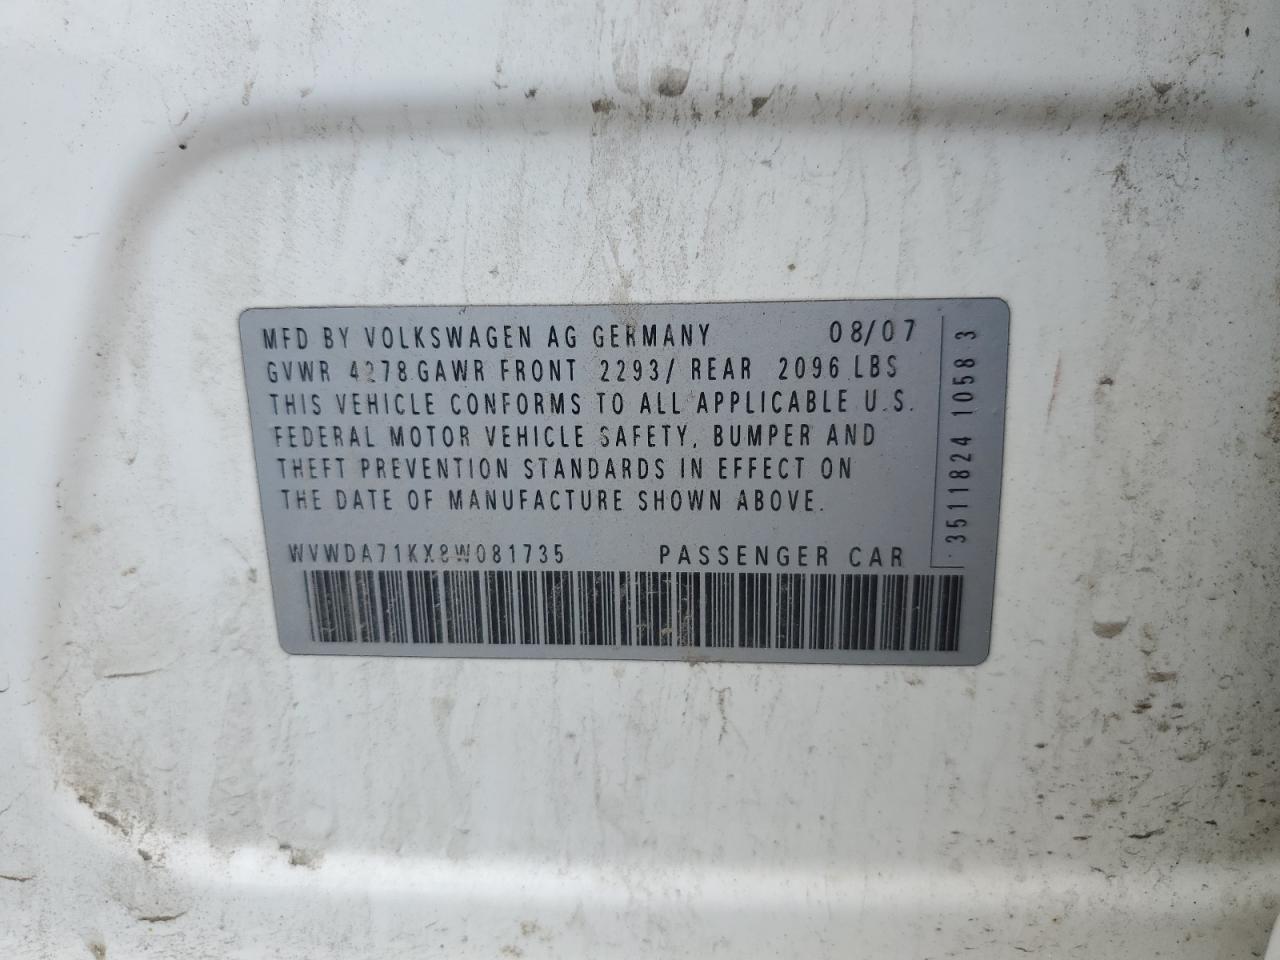 MFD BY VOLKSWAGEN AG GERMANY 08/07
GVWR 4278 GAWR FRONT 2293/ REAR 2096 LBS
THIS VEHICLE CONFORMS TO ALL APPLICABLE U.S.
FEDERAL MOTOR VEHICLE SAFETY, BUMPER AND
THEFT PREVENTION STANDARDS IN EFFECT ON
THE DATE OF MANUFACTURE SHOWN ABOVE.
WVWDA71KX8W081735 PASSENGER CAR
3511824 1058 3